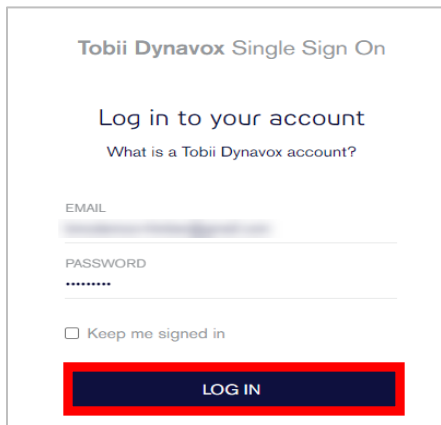 Tobii Dynavox Single Sign On
Log in to your account
What is a Tobii Dynavox account?
EMAIL
PASSWORD
•••••••••
Keep me signed in
LOG IN